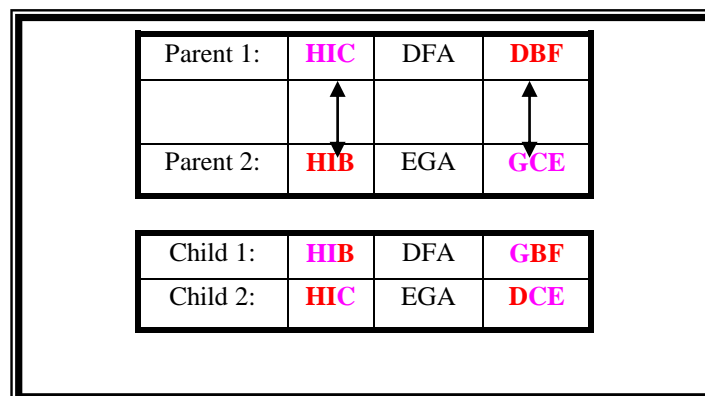 Parent 1: HIC DFA DBF
Parent 2: HIB EGA GCE
Child 1: HIB DFA GBF
Child 2: HIC EGA DCE